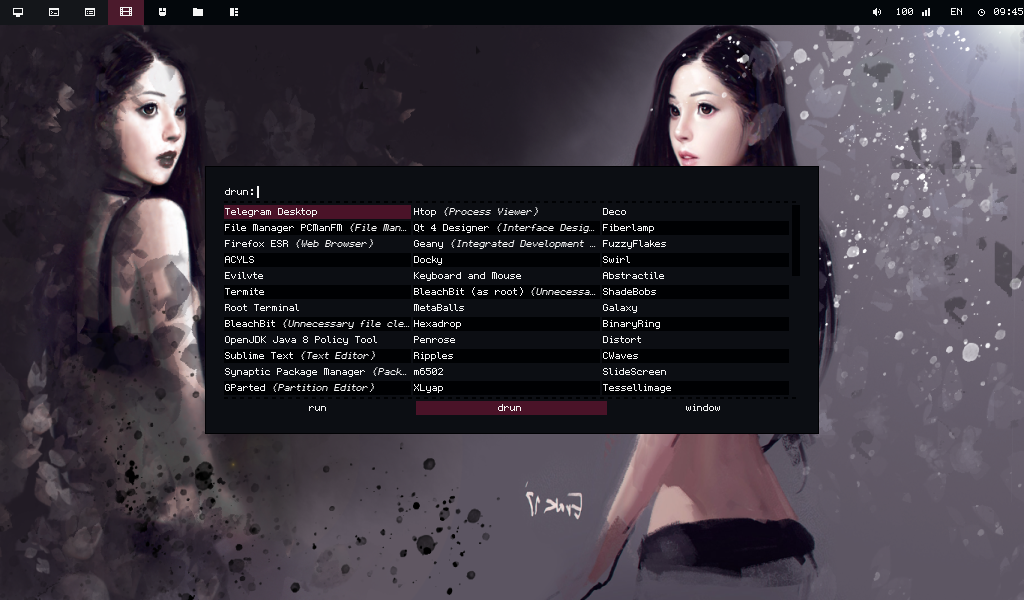 100 EN 09:45
drun:
Telegram Desktop Htop (Process Viewer) Deco
File Manager PCManFM (File Man… Qt 4 Designer (Interface Desig… Fiberlamp
Firefox ESR (Web Browser) Geany (Integrated Development … FuzzyFlakes
ACYLS Docky Swirl
Evilvte Keyboard and Mouse Abstractile
Termite BleachBit (as root) (Unnecessa… ShadeBobs
Root Terminal MetaBalls Galaxy
BleachBit (Unnecessary file cle… Hexadrop BinaryRing
OpenJDK Java 8 Policy Tool Penrose Distort
Sublime Text (Text Editor) Ripples CWaves
Synaptic Package Manager (Pack… m6502 SlideScreen
GParted (Partition Editor) XLyap Tessellimage
run drun window